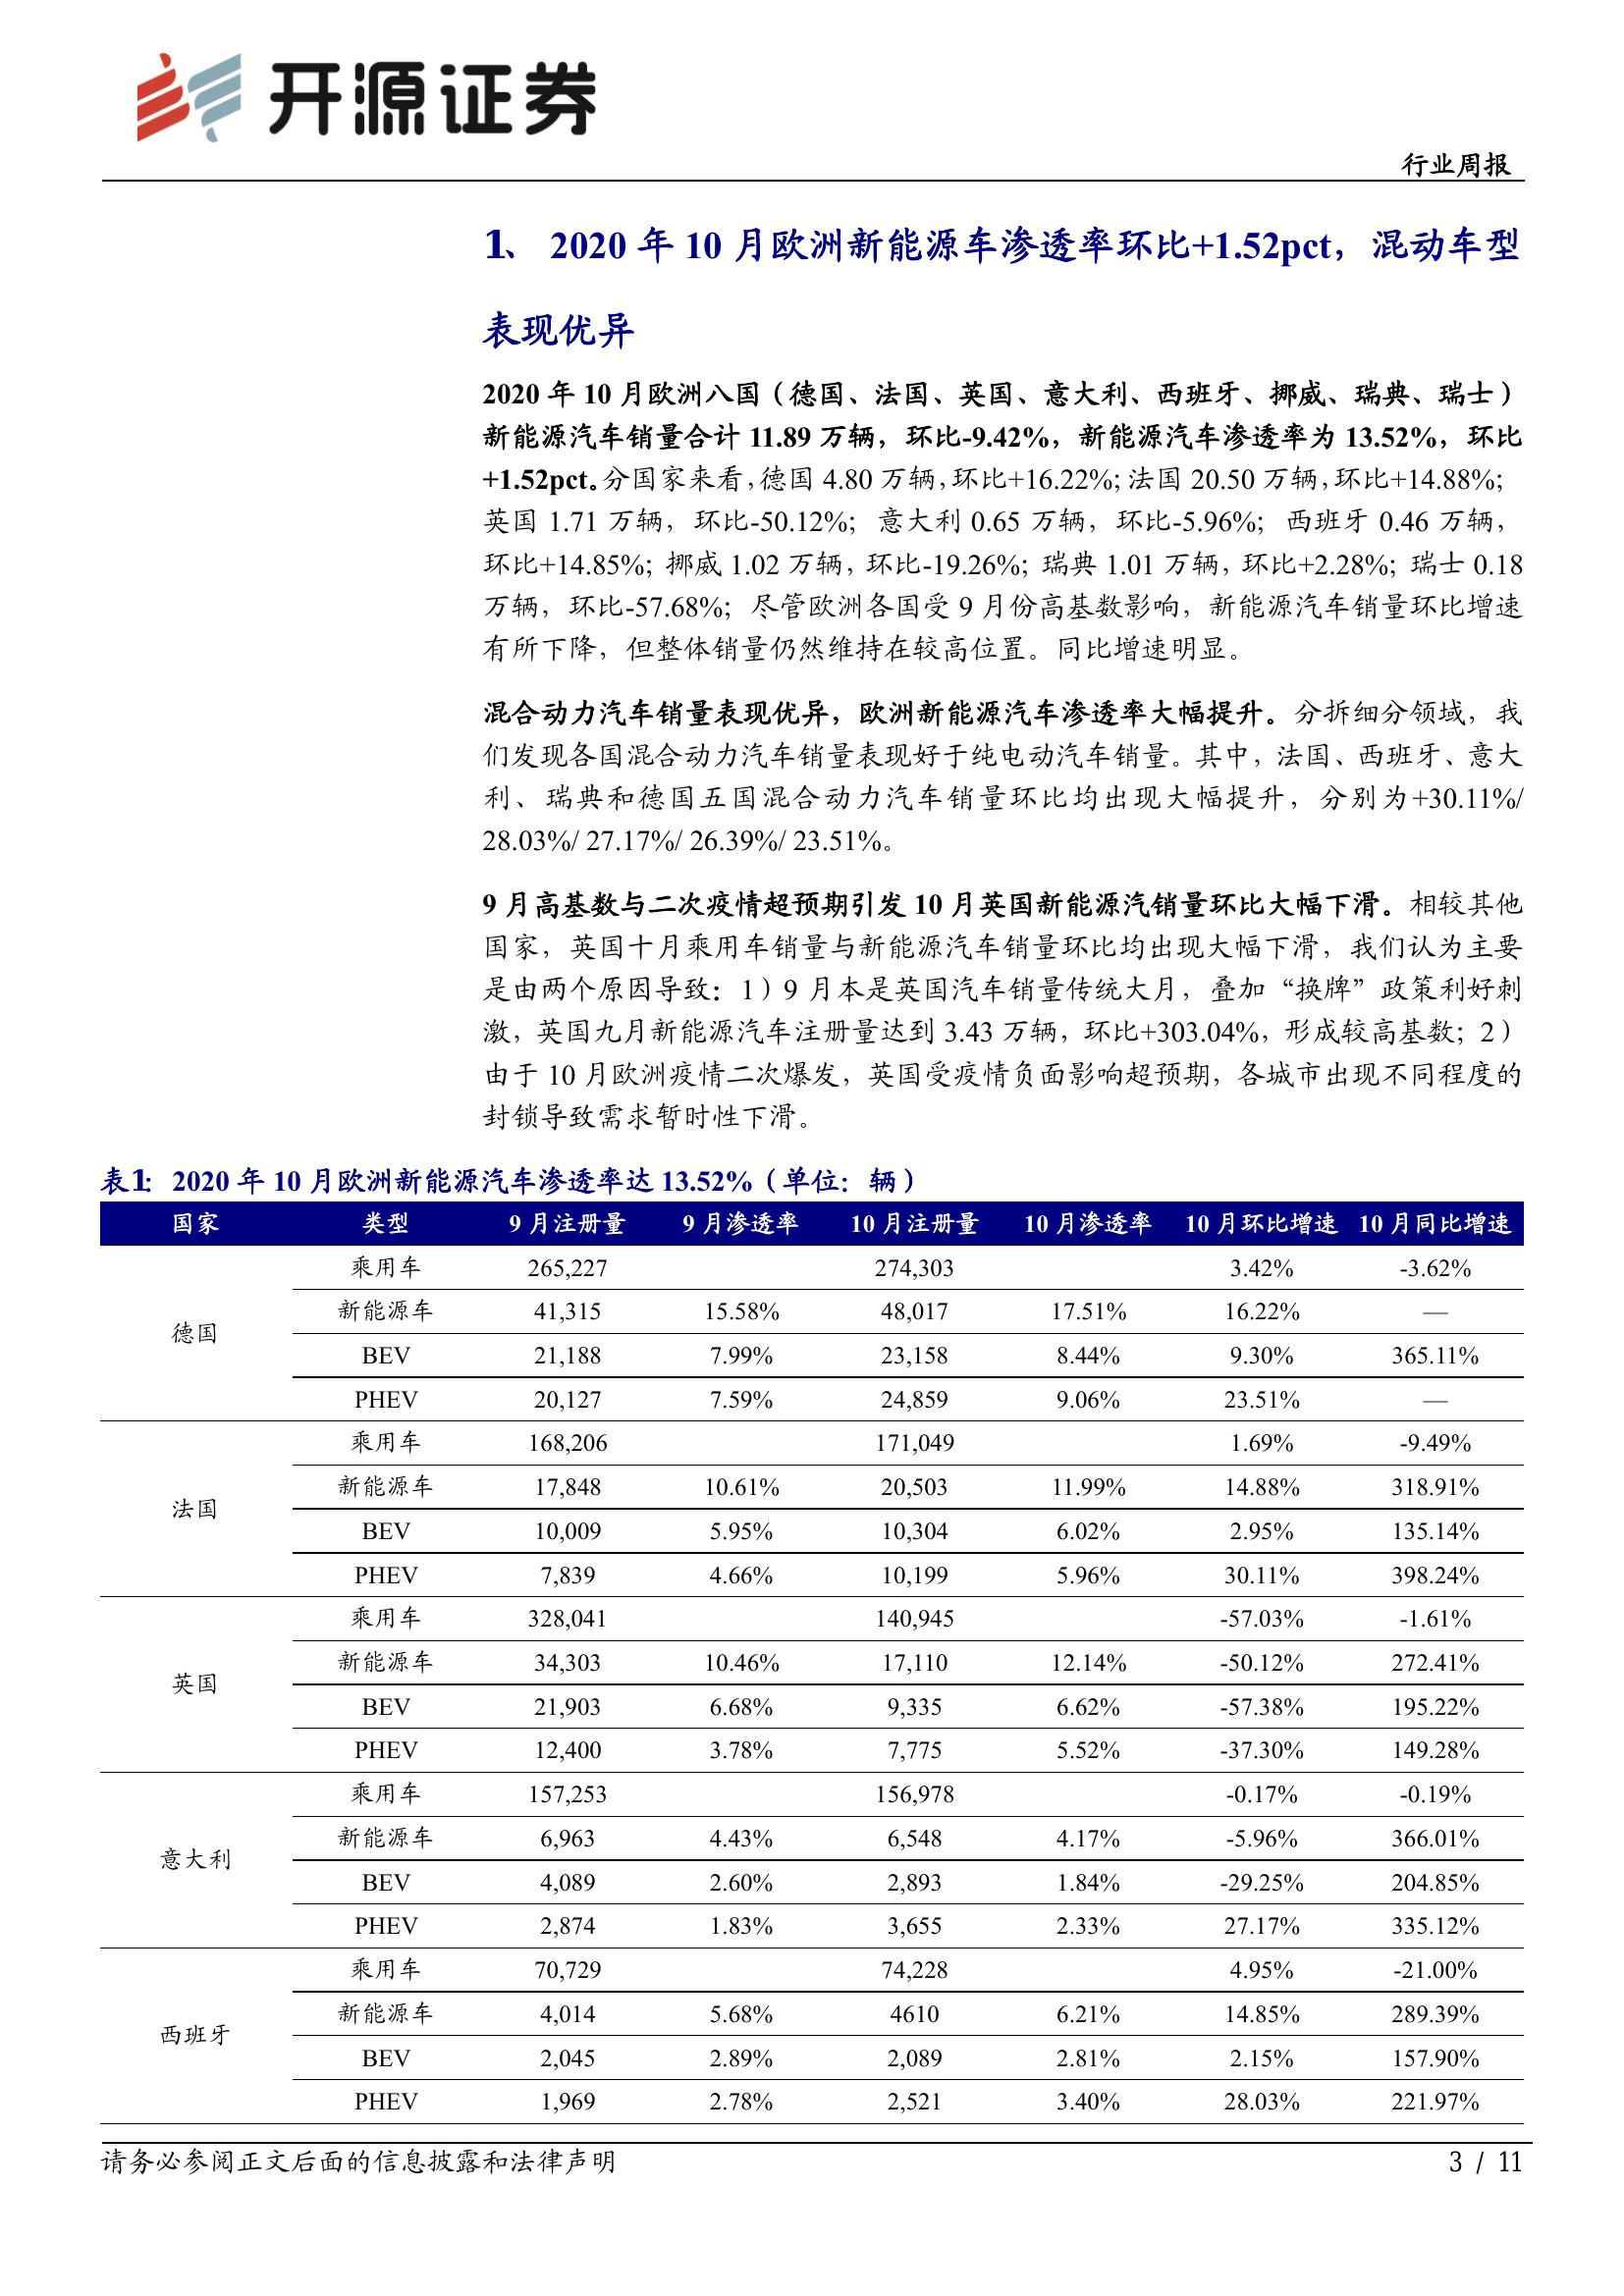 开源证券
行业周报
1、 2020 年 10 月欧洲新能源车渗透率环比+1.52pct，混动车型
表现优异
2020 年 10 月欧洲八国（德国、法国、英国、意大利、西班牙、挪威、瑞典、瑞士）
新能源汽车销量合计 11.89 万辆，环比-9.42%，新能源汽车渗透率为 13.52%，环比
+1.52pct。分国家来看，德国 4.80 万辆，环比+16.22%；法国 20.50 万辆，环比+14.88%；
英国 1.71 万辆，环比-50.12%；意大利 0.65 万辆，环比-5.96%；西班牙 0.46 万辆，
环比+14.85%；挪威 1.02 万辆，环比-19.26%；瑞典 1.01 万辆，环比+2.28%；瑞士 0.18
万辆，环比-57.68%；尽管欧洲各国受 9 月份高基数影响，新能源汽车销量环比增速
有所下降，但整体销量仍然维持在较高位置。同比增速明显。
混合动力汽车销量表现优异，欧洲新能源汽车渗透率大幅提升。分拆细分领域，我
们发现各国混合动力汽车销量表现好于纯电动汽车销量。其中，法国、西班牙、意大
利、瑞典和德国五国混合动力汽车销量环比均出现大幅提升，分别为+30.11%/
28.03%/ 27.17%/ 26.39%/ 23.51%。
9 月高基数与二次疫情超预期引发 10 月英国新能源汽销量环比大幅下滑。相较其他
国家，英国十月乘用车销量与新能源汽车销量环比均出现大幅下滑，我们认为主要
是由两个原因导致：1）9 月本是英国汽车销量传统大月，叠加“换牌”政策利好刺
激，英国九月新能源汽车注册量达到 3.43 万辆，环比+303.04%，形成较高基数；2）
由于 10 月欧洲疫情二次爆发，英国受疫情负面影响超预期，各城市出现不同程度的
封锁导致需求暂时性下滑。
表1： 2020 年 10 月欧洲新能源汽车渗透率达 13.52%（单位：辆）
国家 类型 9 月注册量 9 月渗透率 10 月注册量 10 月渗透率 10 月环比增速 10 月同比增速
德国
乘用车 265,227 274,303 3.42% -3.62%
新能源车 41,315 15.58% 48,017 17.51% 16.22% —
BEV 21,188 7.99% 23,158 8.44% 9.30% 365.11%
PHEV 20,127 7.59% 24,859 9.06% 23.51% —
法国
乘用车 168,206 171,049 1.69% -9.49%
新能源车 17,848 10.61% 20,503 11.99% 14.88% 318.91%
BEV 10,009 5.95% 10,304 6.02% 2.95% 135.14%
PHEV 7,839 4.66% 10,199 5.96% 30.11% 398.24%
英国
乘用车 328,041 140,945 -57.03% -1.61%
新能源车 34,303 10.46% 17,110 12.14% -50.12% 272.41%
BEV 21,903 6.68% 9,335 6.62% -57.38% 195.22%
PHEV 12,400 3.78% 7,775 5.52% -37.30% 149.28%
意大利
乘用车 157,253 156,978 -0.17% -0.19%
新能源车 6,963 4.43% 6,548 4.17% -5.96% 366.01%
BEV 4,089 2.60% 2,893 1.84% -29.25% 204.85%
PHEV 2,874 1.83% 3,655 2.33% 27.17% 335.12%
西班牙
乘用车 70,729 74,228 4.95% -21.00%
新能源车 4,014 5.68% 4610 6.21% 14.85% 289.39%
BEV 2,045 2.89% 2,089 2.81% 2.15% 157.90%
PHEV 1,969 2.78% 2,521 3.40% 28.03% 221.97%
请务必参阅正文后面的信息披露和法律声明
3 / 11